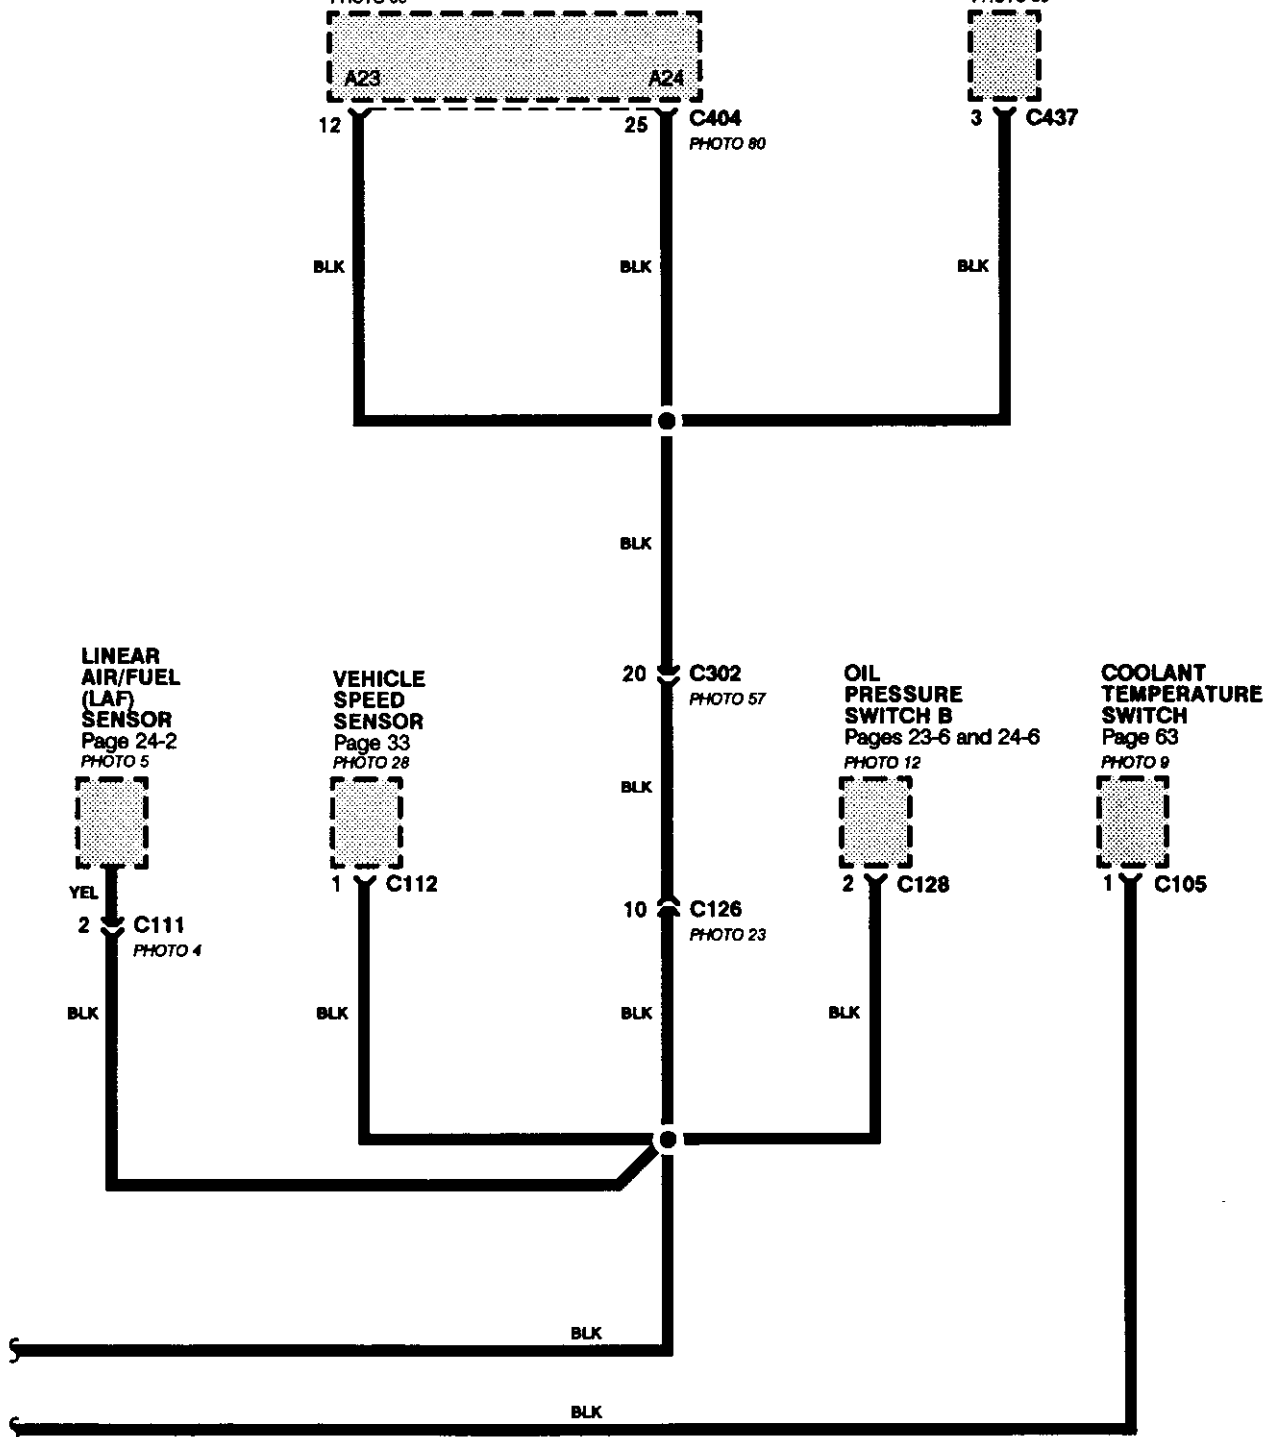 A23
A24
12
25
C404
PHOTO 80
3
C437
BLK
BLK
BLK
BLK
20
C302
PHOTO 57
LINEAR
AIR/FUEL
(LAF)
SENSOR
Page 24-2
PHOTO 5
VEHICLE
SPEED
SENSOR
Page 33
PHOTO 28
OIL
PRESSURE
SWITCH B
Pages 23-6 and 24-6
PHOTO 12
COOLANT
TEMPERATURE
SWITCH
Page 63
PHOTO 9
BLK
YEL
2
C111
PHOTO 4
1
C112
10
C126
PHOTO 23
2
C128
1
C105
BLK
BLK
BLK
BLK
BLK
BLK